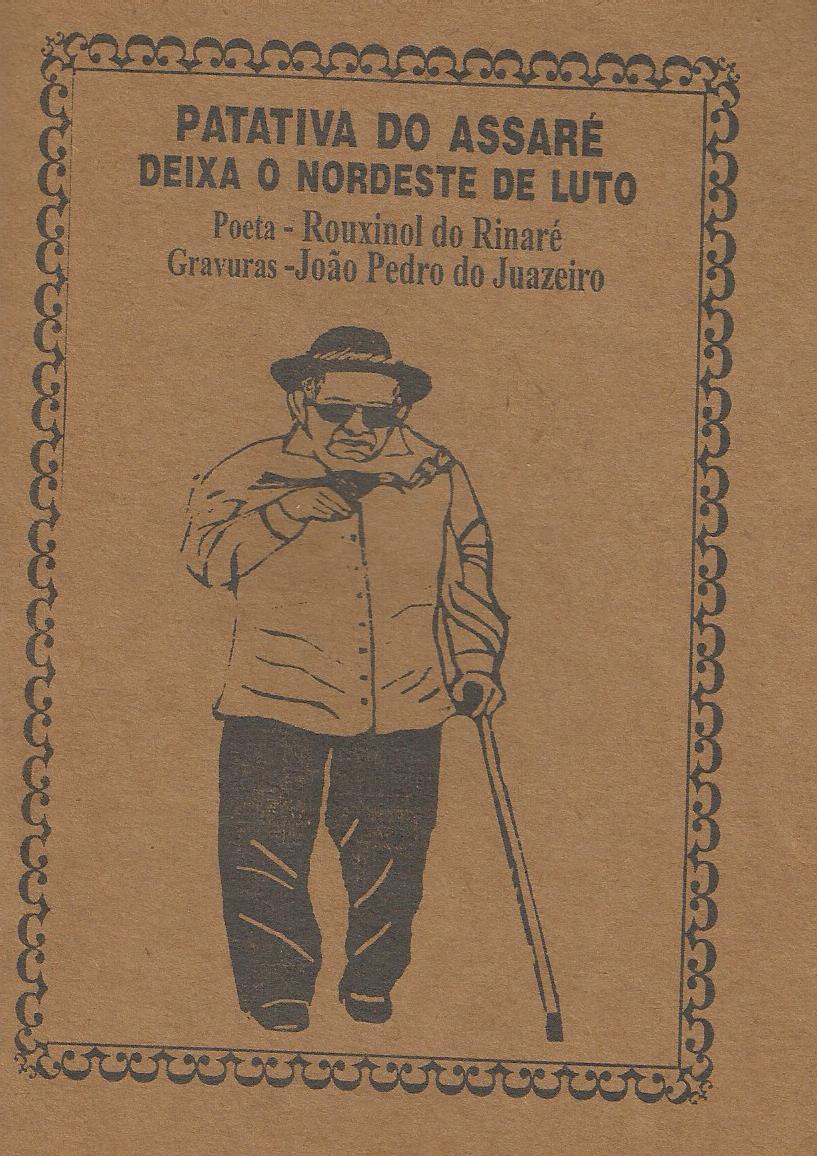 PATATIVA DO ASSARÉ
DEIXA O NORDESTE DE LUTO
Poeta - Rouxinol do Rinaré
Gravuras -João Pedro do Juazeiro